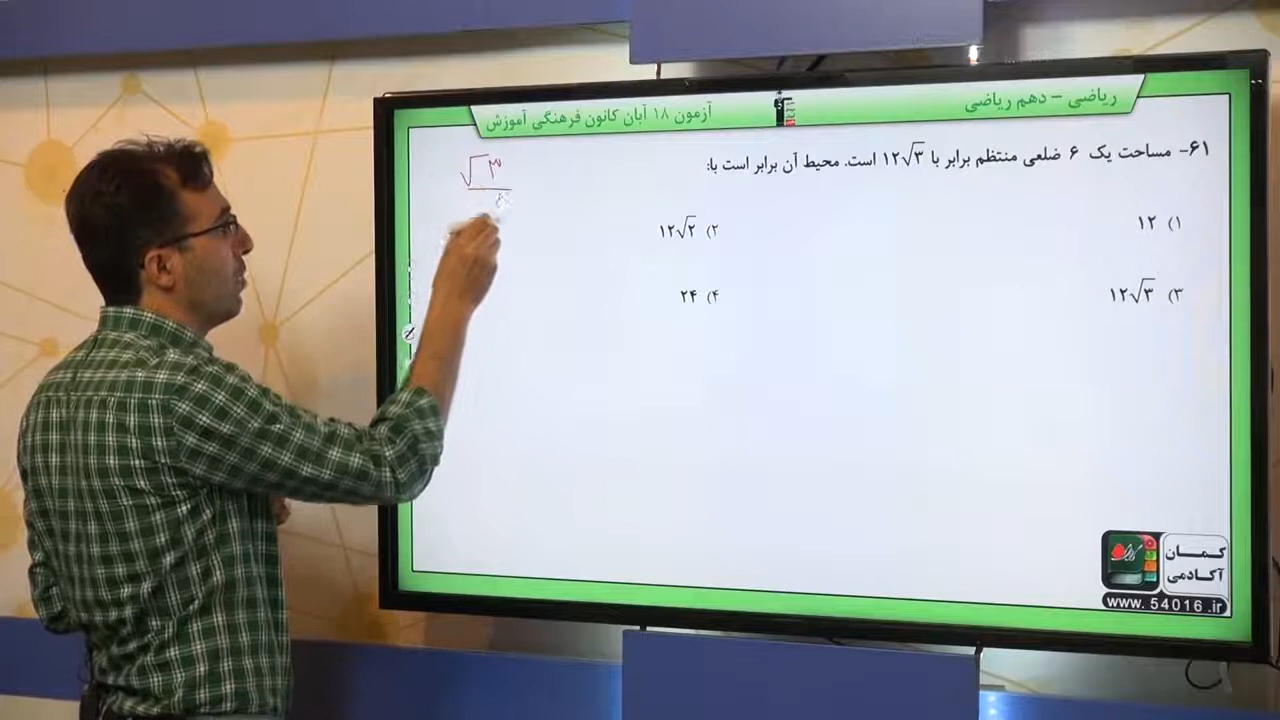 ریاضی - دهم ریاضی
آزمون ۱۸ آبان کانون فرهنگی آموزش
۶۱- مساحت یک ۶ ضلعی منتظم برابر با ۱۲√۳ است. محیط آن برابر است با:
√۳
۱) ۱۲
۲) ۱۲√۲
۳) ۱۲√۳
۴) ۲۴
کمان
آکادمی
www.54016.ir